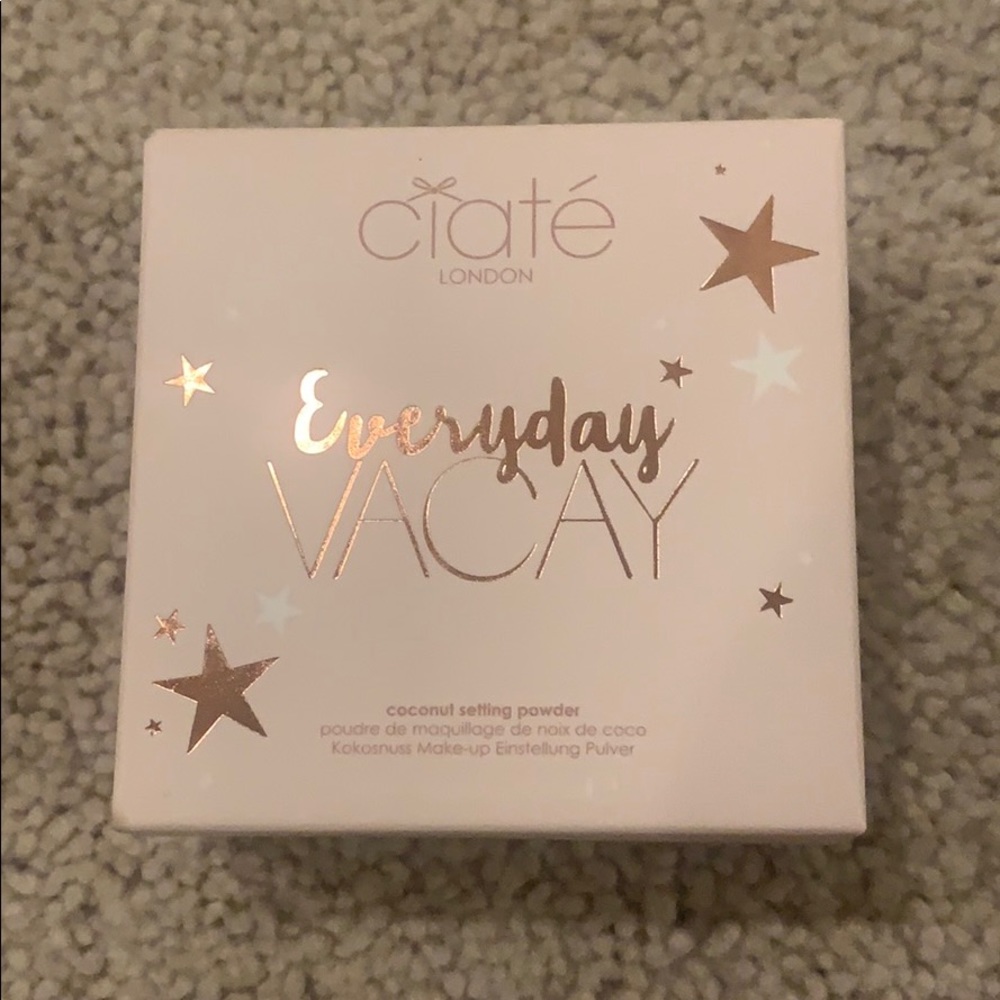 ciaté
LONDON
Everyday
VACAY
coconut setting powder
poudre de maquillage de noix de coco
Kokosnuss Make-up Einstellung Pulver